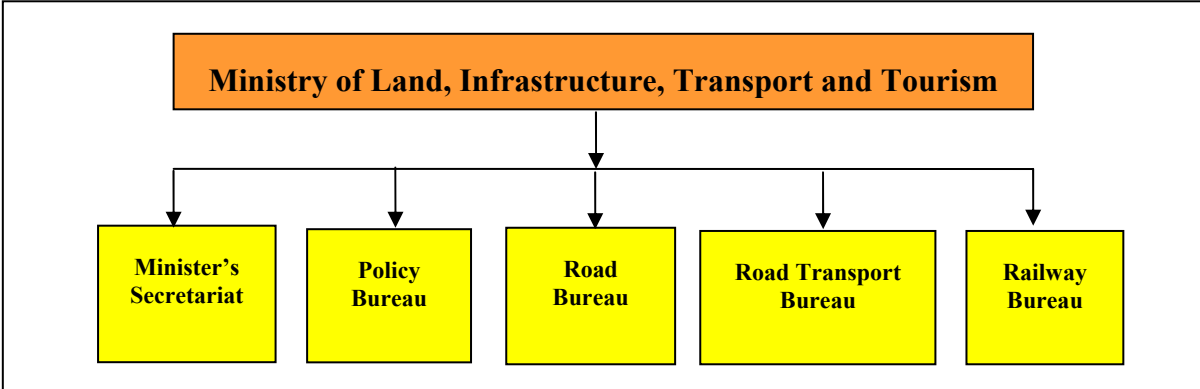 Ministry of Land, Infrastructure, Transport and Tourism
Minister’s
Secretariat
Policy
Bureau
Road
Bureau
Road Transport
Bureau
Railway
Bureau